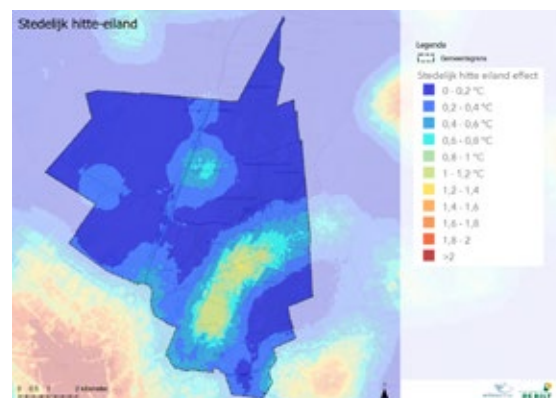 Stedelijk hitte-eiland
Legenda
Gemeentegrens
Stedelijk hitte eiland effect
0 - 0,2 °C
0,2 - 0,4 °C
0,4 - 0,6 °C
0,6 - 0,8 °C
0,8 - 1 °C
1 - 1,2 °C
1,2 - 1,4
1,4 - 1,6
1,6 - 1,8
1,8 - 2
>2
0 0,5 1 2 kilometer
DE BILT